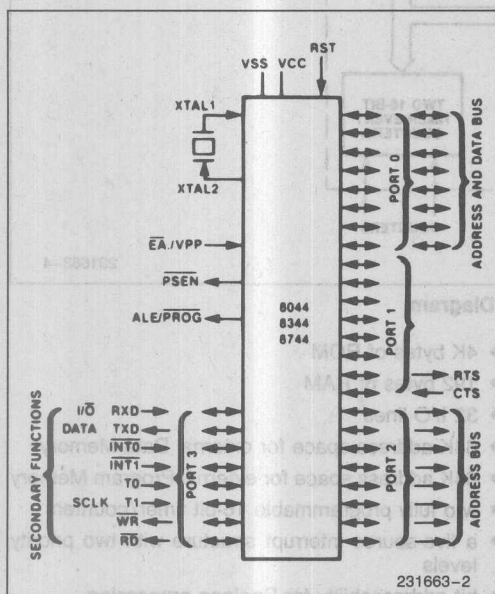 RST
VSS VCC
XTAL1
XTAL2
PORT 0
ADDRESS AND DATA BUS
EA./VPP
PSEN
ALE/PROG
8044
8344
8744
PORT 1
RTS
CTS
SECONDARY FUNCTIONS
I/O RXD
DATA TXD
INT0
INT1
T0
SCLK T1
WR
RD
PORT 3
PORT 2
ADDRESS BUS
231663-2